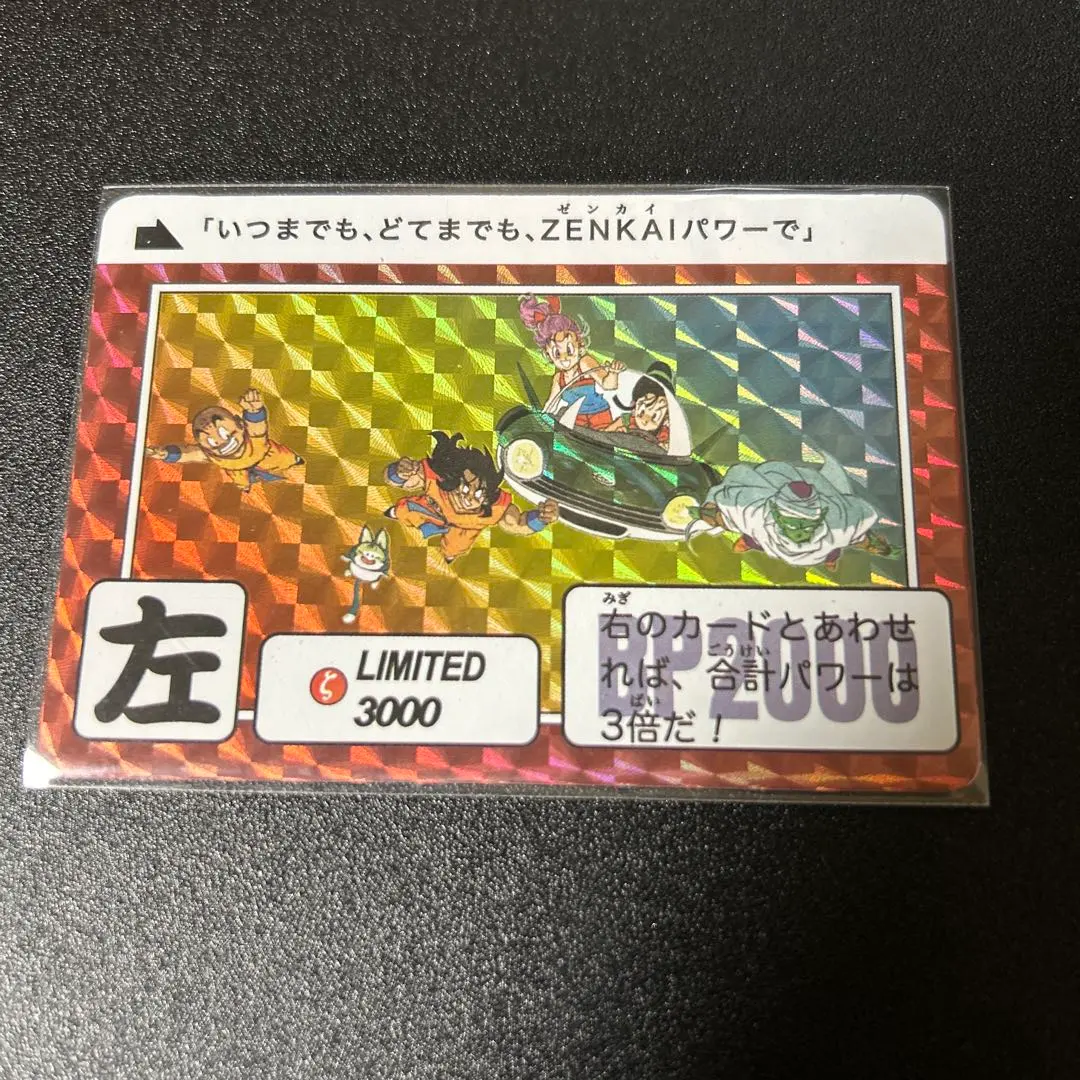 ゼンカイ
「いつまでも、どてまでも、ZENKAIパワーで」
左
ζ LIMITED
3000
BP 2000
みぎ
右のカードとあわせ
ごうけい
れば、合計パワーは
ばい
3倍だ！